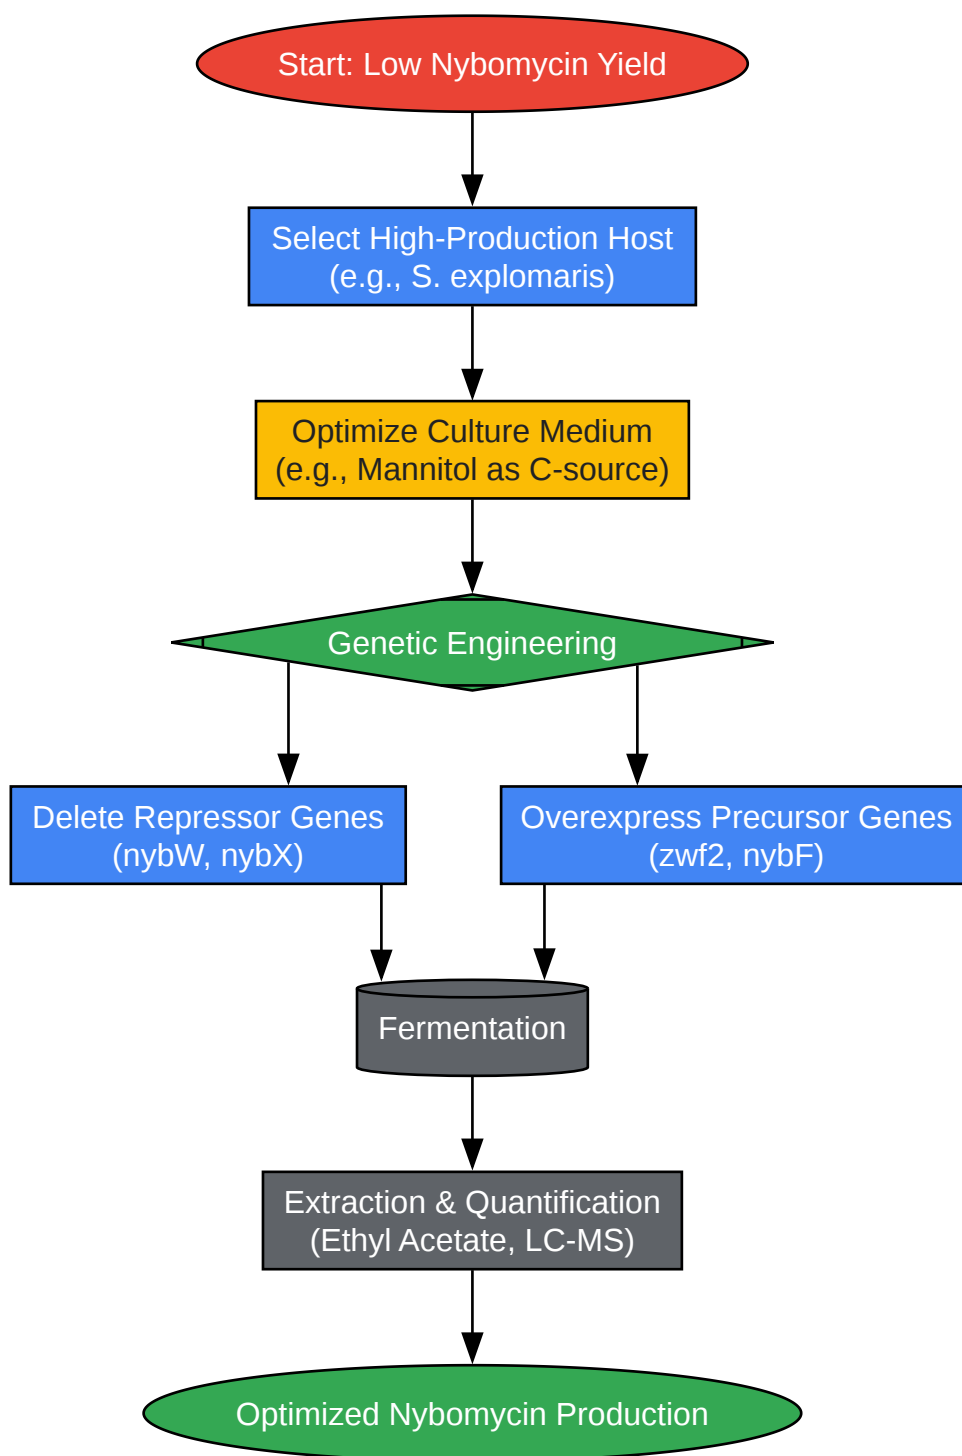 Start: Low Nybomycin Yield
Select High-Production Host
(e.g., S. explomaris)
Optimize Culture Medium
(e.g., Mannitol as C-source)
Genetic Engineering
Delete Repressor Genes
(nybW, nybX)
Overexpress Precursor Genes
(zwf2, nybF)
Fermentation
Extraction & Quantification
(Ethyl Acetate, LC-MS)
Optimized Nybomycin Production